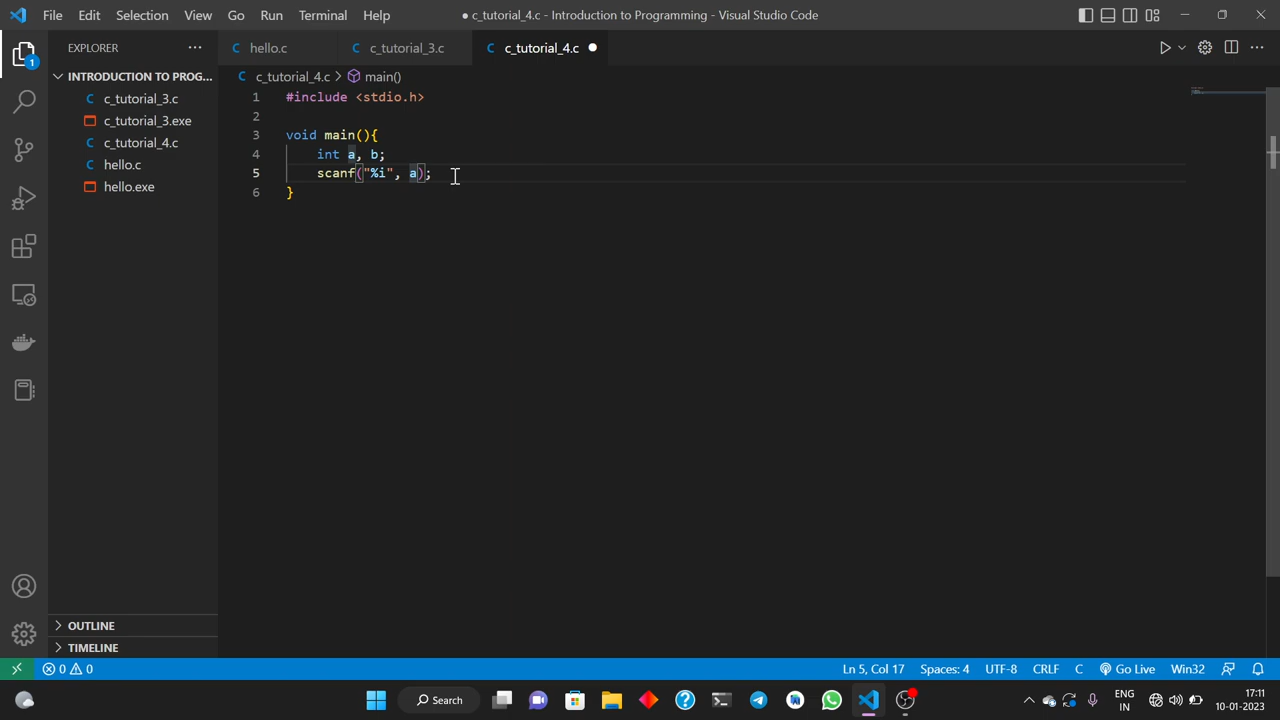 File Edit Selection View Go Run Terminal Help
● c_tutorial_4.c - Introduction to Programming - Visual Studio Code
EXPLORER
hello.c
c_tutorial_3.c
c_tutorial_4.c
INTRODUCTION TO PROG...
c_tutorial_3.c
c_tutorial_3.exe
c_tutorial_4.c
hello.c
hello.exe
c_tutorial_4.c > main()
1 #include <stdio.h>
2
3 void main(){
4 int a, b;
5 scanf("%i", a);
6 }
1
OUTLINE
TIMELINE
0 0
Ln 5, Col 17 Spaces: 4 UTF-8 CRLF C Go Live Win32
Search
ENG
IN
17:11
10-01-2023